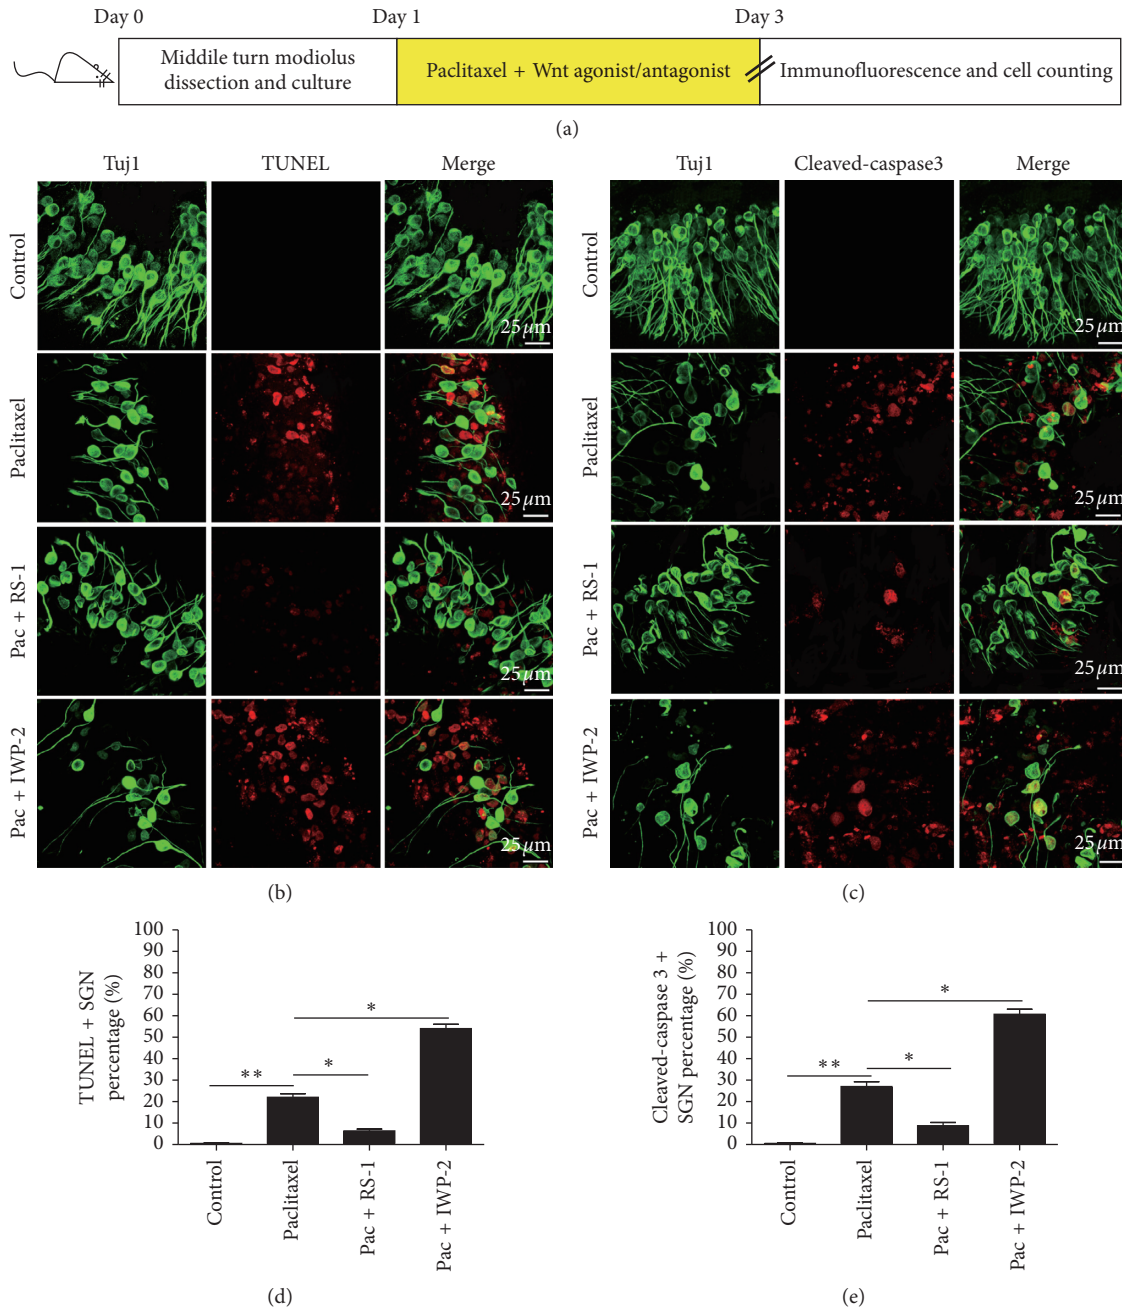 Day 0
Day 1
Day 3
Middile turn modiolus
dissection and culture
Paclitaxel + Wnt agonist/antagonist
Immunofluorescence and cell counting
(a)
Tuj1
TUNEL
Merge
Control
25 μm
Paclitaxel
25 μm
Pac + RS-1
25 μm
Pac + IWP-2
25 μm
(b)
Tuj1
Cleaved-caspase3
Merge
Control
25 μm
Paclitaxel
25 μm
Pac + RS-1
25 μm
Pac + IWP-2
25 μm
(c)
TUNEL + SGN
percentage (%)
100
90
80
70
60
50
40
30
20
10
0
**
*
*
Control
Paclitaxel
Pac + RS-1
Pac + IWP-2
(d)
Cleaved-caspase 3 +
SGN percentage (%)
100
90
80
70
60
50
40
30
20
10
0
**
*
*
Control
Paclitaxel
Pac + RS-1
Pac + IWP-2
(e)